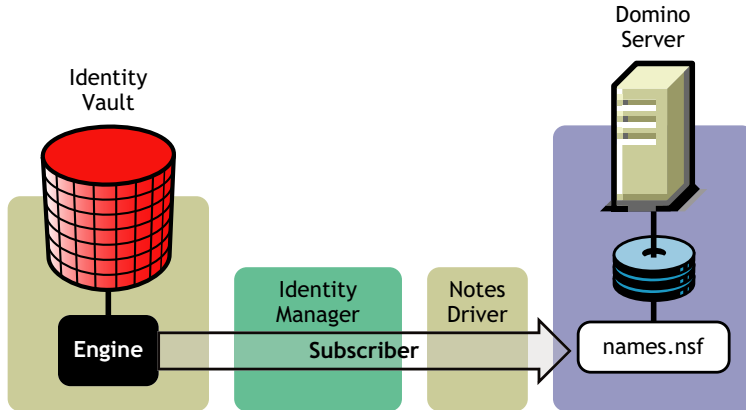 Domino
Server
Identity
Vault
Identity
Manager
Notes
Driver
Engine
Subscriber
names.nsf